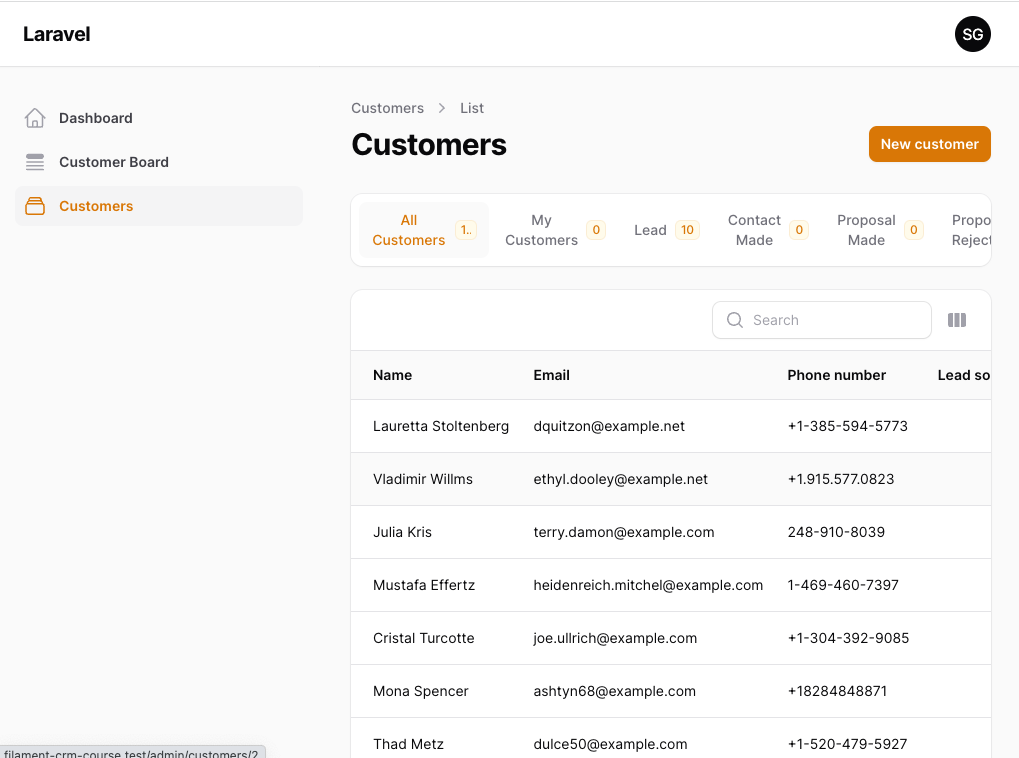 Laravel
SG
Dashboard
Customer Board
Customers
Customers > List
Customers
New customer
All Customers 1..
My Customers 0
Lead 10
Contact Made 0
Proposal Made 0
Propo
Reject
Search
Name Email Phone number Lead so
Lauretta Stoltenberg dquitzon@example.net +1-385-594-5773
Vladimir Willms ethyl.dooley@example.net +1.915.577.0823
Julia Kris terry.damon@example.com 248-910-8039
Mustafa Effertz heidenreich.mitchel@example.com 1-469-460-7397
Cristal Turcotte joe.ullrich@example.com +1-304-392-9085
Mona Spencer ashtyn68@example.com +18284848871
Thad Metz dulce50@example.com +1-520-479-5927
filament-crm-course.test/admin/customers/2